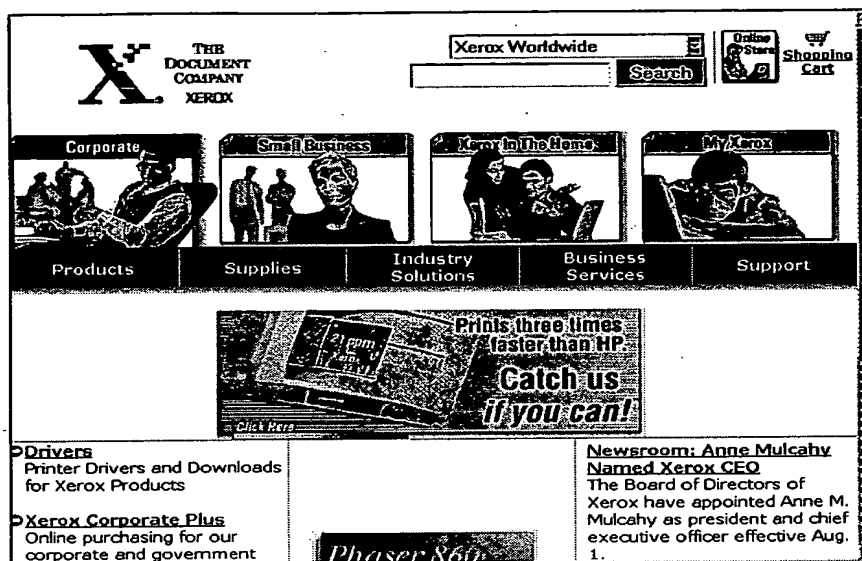 THE
DOCUMENT
COMPANY
XEROX
Xerox Worldwide
Search
Online
Store
Shopping
Cart
Corporate
Small Business
Xerox In The Home
My Xerox
Products
Supplies
Industry
Solutions
Business
Services
Support
Prints three times
faster than HP.
Catch us
if you can!
21 ppm
Click Here
Drivers
Printer Drivers and Downloads
for Xerox Products
Xerox Corporate Plus
Online purchasing for our
corporate and government
Phaser 860
Newsroom: Anne Mulcahy
Named Xerox CEO
The Board of Directors of
Xerox have appointed Anne M.
Mulcahy as president and chief
executive officer effective Aug.
1.